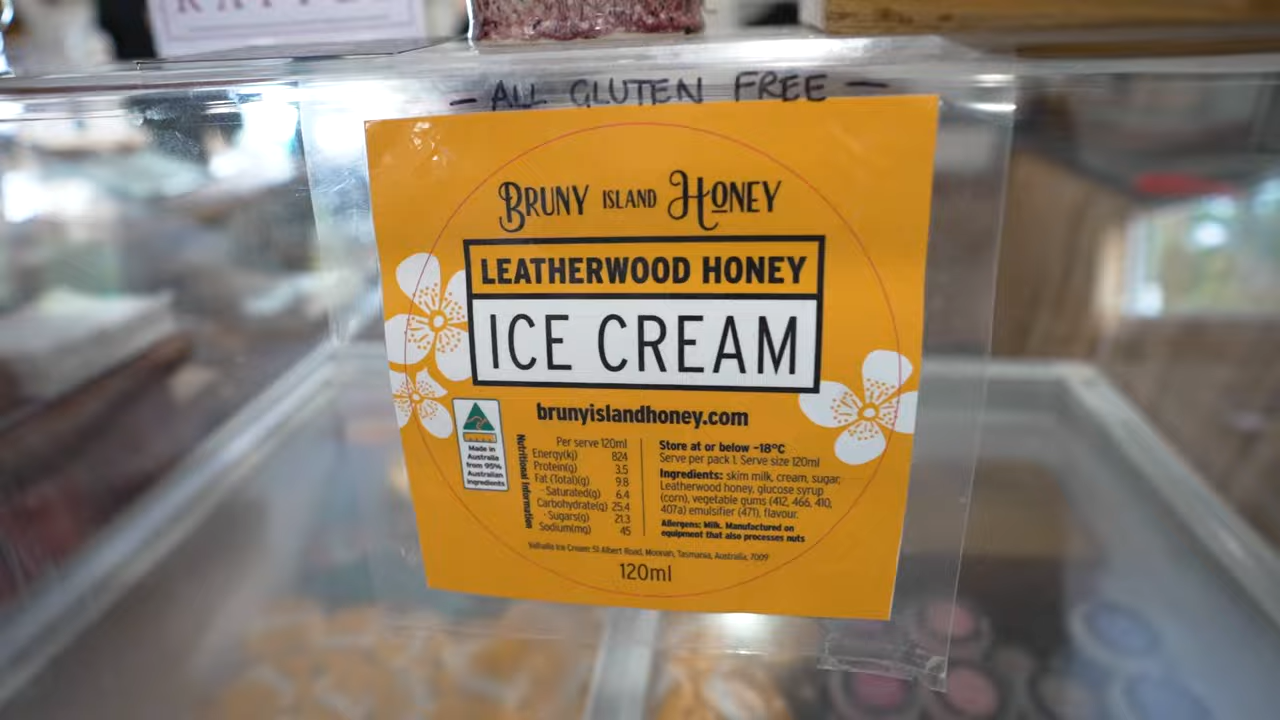 - ALL GLUTEN FREE -
BRUNY ISLAND HONEY
LEATHERWOOD HONEY
ICE CREAM
brunyislandhoney.com
Made in
Australia
from 95%
Australian
ingredients
Nutritional Information
Per serve 120ml
Energy(kj) 824
Protein(g) 3.5
Fat (Total)(g) 9.8
- Saturated(g) 6.4
Carbohydrate(g) 25.4
- Sugars(g) 21.3
Sodium(mg) 45
Store at or below -18°C
Serve per pack 1. Serve size 120ml
Ingredients: skim milk, cream, sugar,
Leatherwood honey, glucose syrup
(corn), vegetable gums (412, 466, 410,
407a) emulsifier (471), flavour.
Allergens: Milk. Manufactured on
equipment that also processes nuts
Valhalla Ice Cream: 51 Albert Road, Moonah, Tasmania, Australia, 7009
120ml